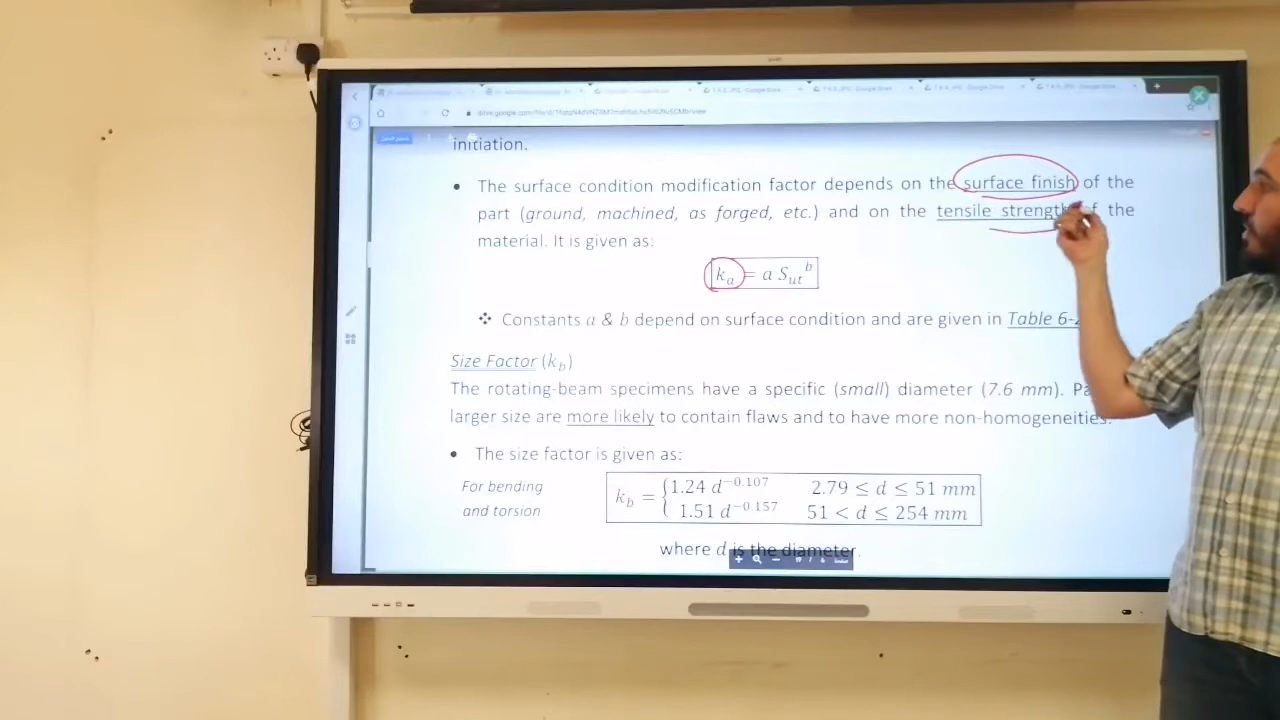 initiation.
• The surface condition modification factor depends on the surface finish of the
part (ground, machined, as forged, etc.) and on the tensile strength of the
material. It is given as:
kₐ = a Sᵤₜᵇ
❖ Constants a & b depend on surface condition and are given in Table 6-
Size Factor (k_b)
The rotating-beam specimens have a specific (small) diameter (7.6 mm).
larger size are more likely to contain flaws and to have more non-homogeneities.
• The size factor is given as:
For bending
and torsion
k_b = { 1.24 d^−0.107 2.79 ≤ d ≤ 51 mm
1.51 d^−0.157 51 < d ≤ 254 mm
where d is the diameter.